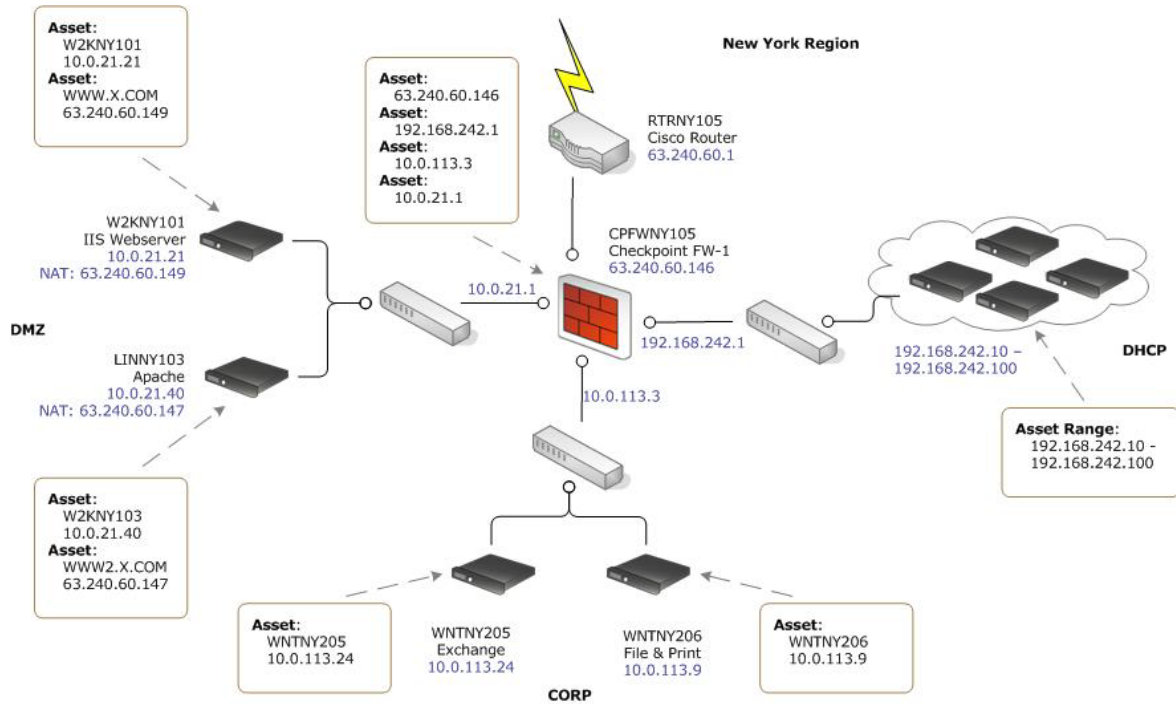 Asset:
W2KNY101
10.0.21.21
Asset:
WWW.X.COM
63.240.60.149
New York Region
Asset:
63.240.60.146
Asset:
192.168.242.1
Asset:
10.0.113.3
Asset:
10.0.21.1
RTRNY105
Cisco Router
63.240.60.1
W2KNY101
IIS Webserver
10.0.21.21
NAT: 63.240.60.149
CPFWNY105
Checkpoint FW-1
63.240.60.146
10.0.21.1
DMZ
192.168.242.1
192.168.242.10 –
192.168.242.100
DHCP
LINNY103
Apache
10.0.21.40
NAT: 63.240.60.147
10.0.113.3
Asset Range:
192.168.242.10 -
192.168.242.100
Asset:
W2KNY103
10.0.21.40
Asset:
WWW2.X.COM
63.240.60.147
Asset:
WNTNY205
10.0.113.24
WNTNY205
Exchange
10.0.113.24
WNTNY206
File & Print
10.0.113.9
Asset:
WNTNY206
10.0.113.9
CORP